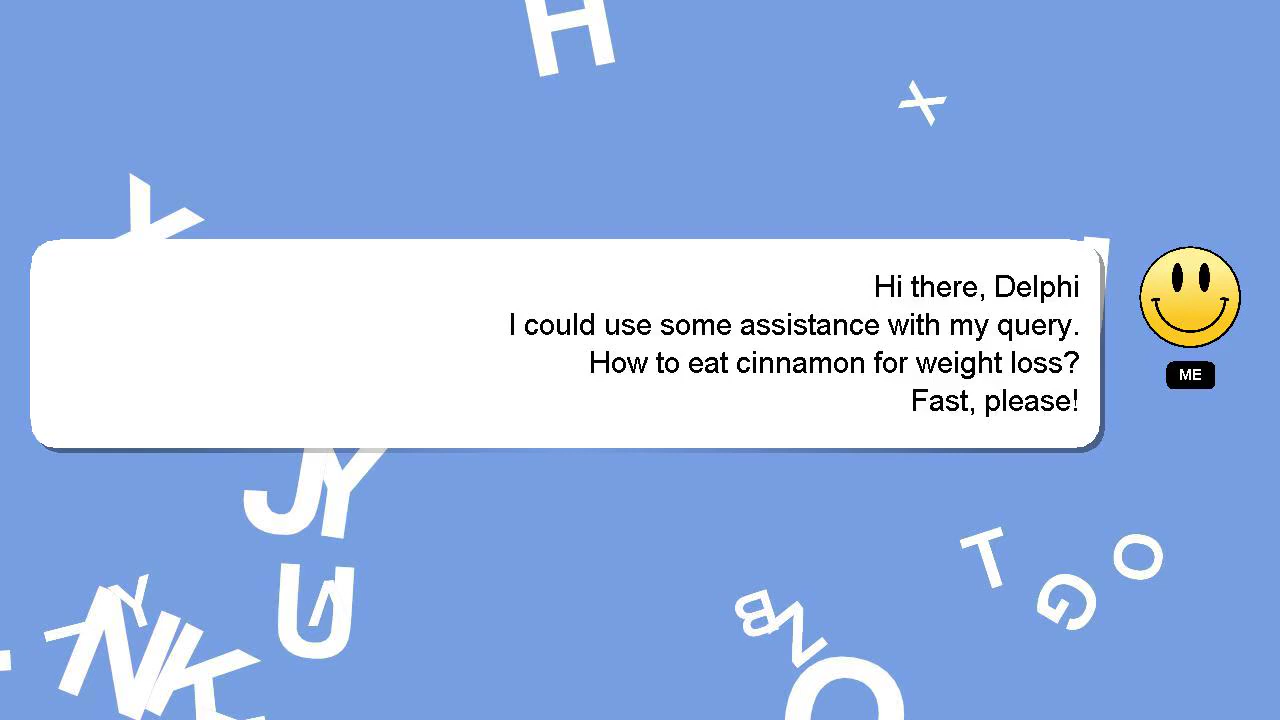 H
X
Y
Hi there, Delphi
I could use some assistance with my query.
How to eat cinnamon for weight loss?
Fast, please!
ME
J
Y
T
O
G
U
Y
N
K
B
Z
O